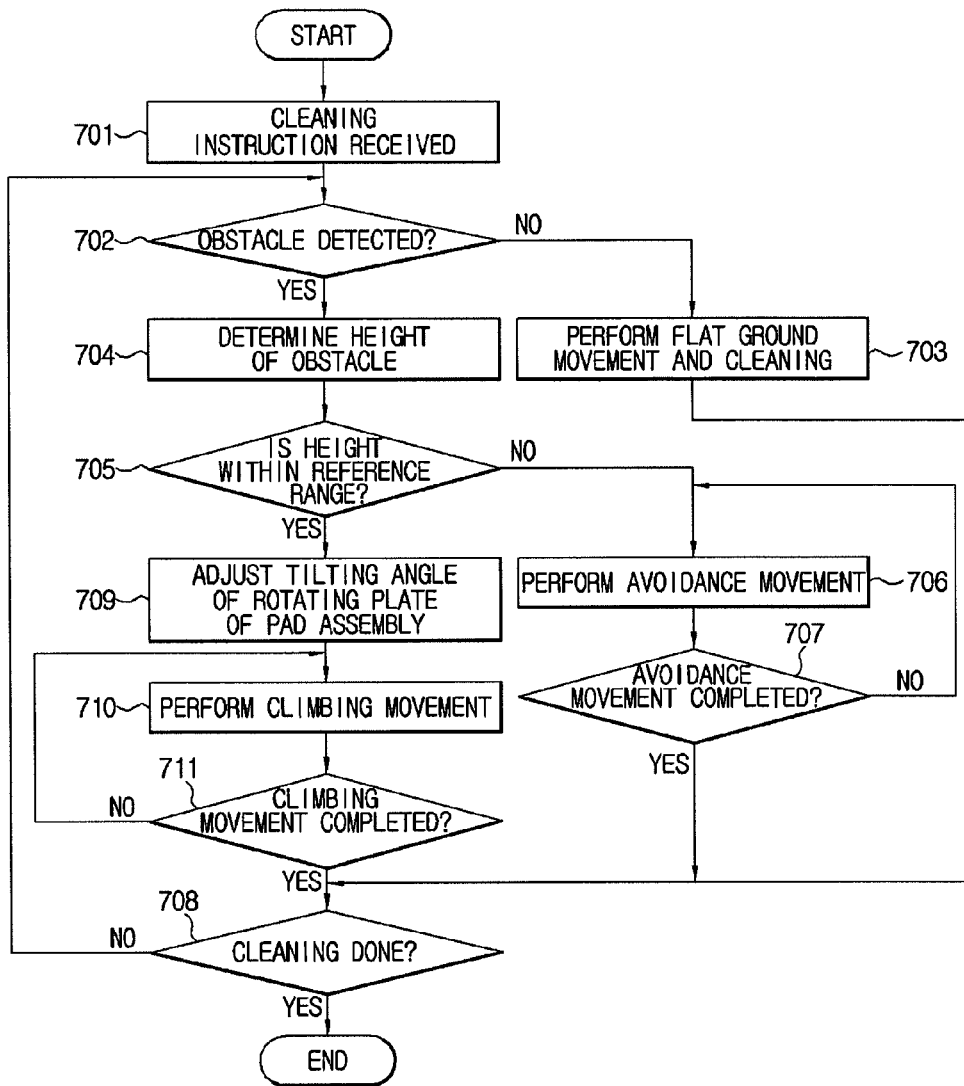 START
701
CLEANING
INSTRUCTION RECEIVED
702
OBSTACLE DETECTED?
NO
YES
704
DETERMINE HEIGHT
OF OBSTACLE
PERFORM FLAT GROUND
MOVEMENT AND CLEANING
703
705
IS HEIGHT
WITHIN REFERENCE
RANGE?
NO
YES
709
ADJUST TILTING ANGLE
OF ROTATING PLATE
OF PAD ASSEMBLY
PERFORM AVOIDANCE MOVEMENT
706
707
AVOIDANCE
MOVEMENT COMPLETED?
NO
YES
710
PERFORM CLIMBING MOVEMENT
711
CLIMBING
MOVEMENT COMPLETED?
NO
YES
708
CLEANING DONE?
NO
YES
END